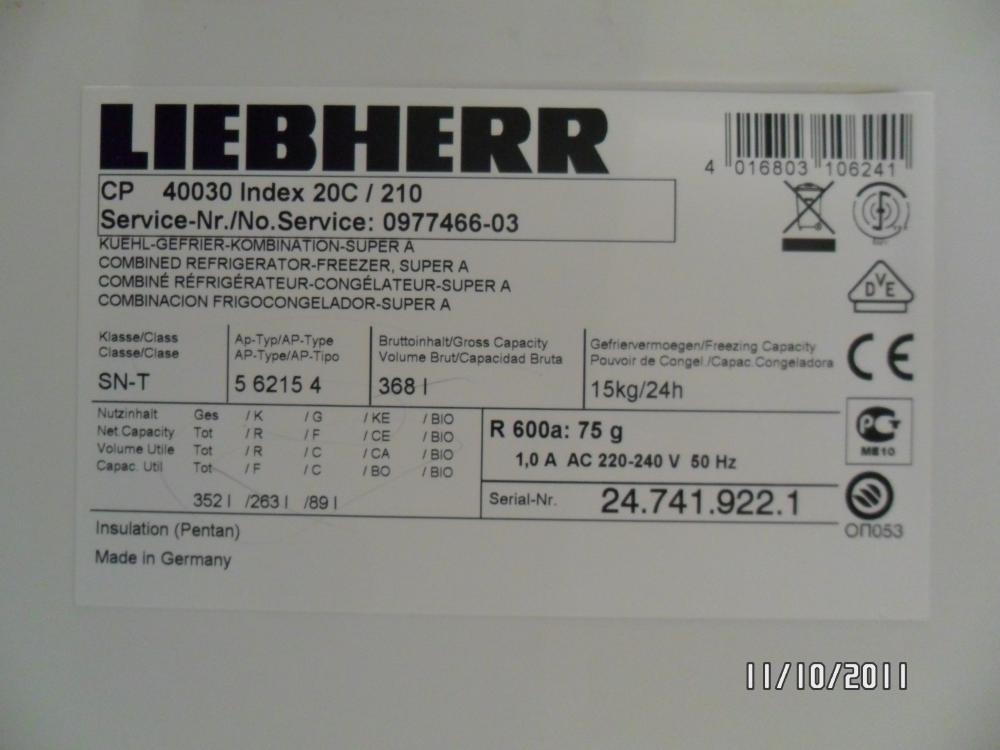 LIEBHERR
4 016803 106241
CP 40030 Index 20C / 210
Service-Nr./No.Service: 0977466-03
KUEHL-GEFRIER-KOMBINATION-SUPER A
COMBINED REFRIGERATOR-FREEZER, SUPER A
COMBINÉ RÉFRIGÉRATEUR-CONGÉLATEUR-SUPER A
COMBINACION FRIGOCONGELADOR-SUPER A
DVE
Klasse/Class
Classe/Clase
SN-T
Ap-Typ/AP-Type
AP-Type/AP-Tipo
5 6215 4
Bruttoinhalt/Gross Capacity
Volume Brut/Capacidad Bruta
368 l
Gefriervermoegen/Freezing Capacity
Pouvoir de Congel./Capac.Congeladora
15kg/24h
CE
Nutzinhalt Ges / K / G / KE / BIO
Net.Capacity Tot / R / F / CE / BIO
Volume Utile Tot / R / C / CA / BIO
Capac. Util Tot / F / C / BO / BIO
352 l /263 l /89 l
R 600a: 75 g
1,0 A AC 220-240 V 50 Hz
Serial-Nr. 24.741.922.1
ME10
ОП053
Insulation (Pentan)
Made in Germany
11/10/2011